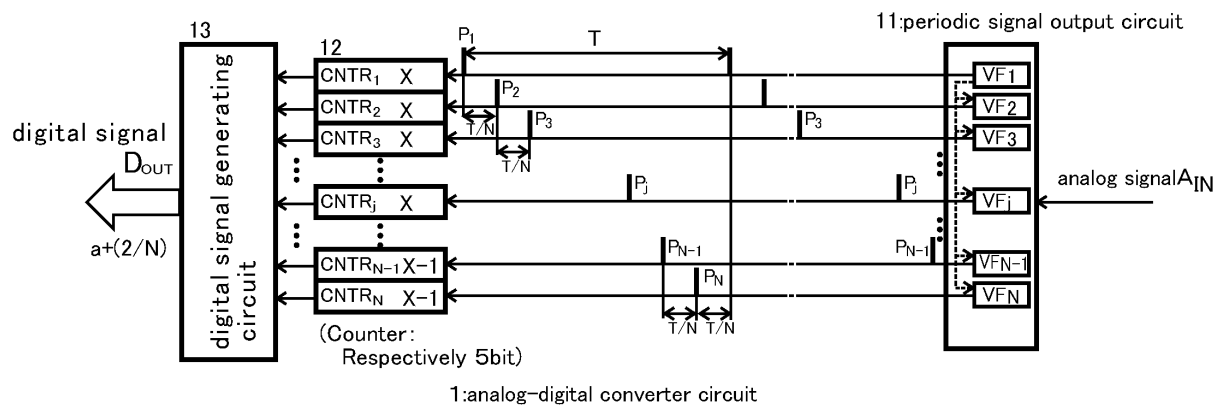 13
12
P1
T
11:periodic signal output circuit
digital signal generating circuit
CNTR1 X
CNTR2 X
CNTR3 X
CNTRj X
CNTRN-1 X-1
CNTRN X-1
(Counter:
Respectively 5bit)
P2
T/N
P3
T/N
P3
Pj
Pj
PN-1
PN-1
PN
T/N
T/N
VF1
VF2
VF3
VFj
VFN-1
VFN
analog signalAIN
digital signal
DOUT
a+(2/N)
1:analog-digital converter circuit